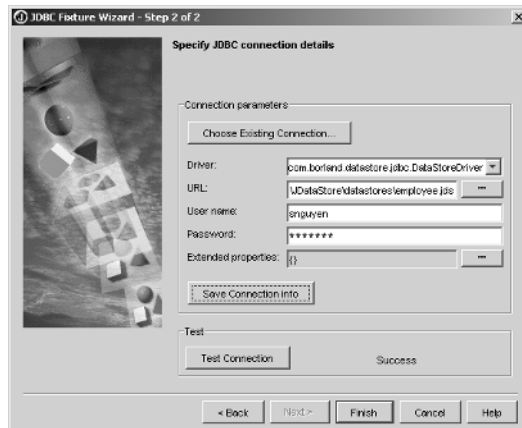 JDBC Fixture Wizard - Step 2 of 2
Specify JDBC connection details
Connection parameters
Choose Existing Connection...
Driver: com.borland.datastore.jdbc.DataStoreDriver
URL: \JDataStore\datastores\employee.jds ...
User name: snguyen
Password: *******
Extended properties: {} ...
Save Connection info
Test
Test Connection Success
< Back Next > Finish Cancel Help